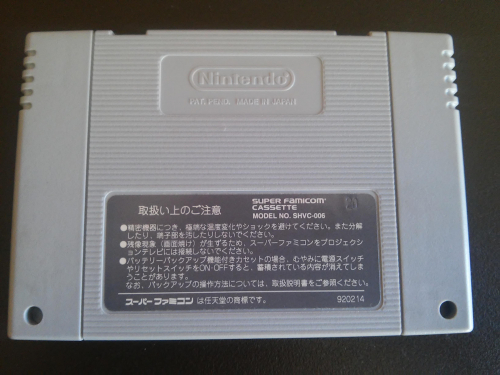 Nintendo
PAT. PEND. MADE IN JAPAN
取扱い上のご注意
SUPER FAMICOM
CASSETTE
MODEL NO. SHVC-006
●精密機器につき、極端な温度変化やショックを避けてください。また分解
したり、端子部を汚したりしないでください。
●残像現象(画面焼け)が生ずるため、スーパーファミコンをプロジェクシ
ョンテレビには接続しないでください。
●バッテリーバックアップ機能付きカセットの場合、むやみに電源スイッチ
やリセットスイッチをON·OFFすると、蓄積されている内容が消えてしま
うことがあります。
なお、バックアップの操作方法については、取扱説明書をご参照ください。
スーパーファミコン は任天堂の商標です。
920214